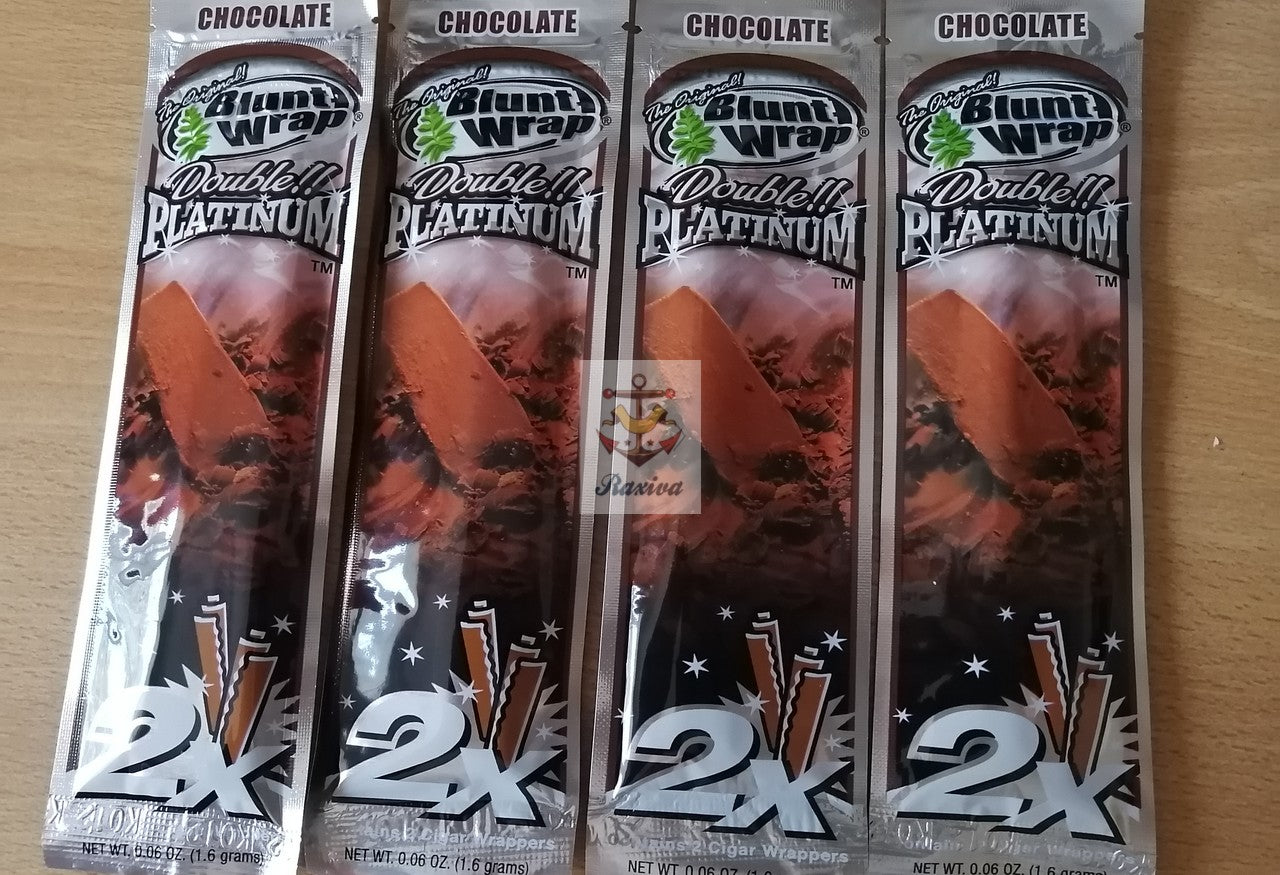 CHOCOLATE
The Original!
Blunt
Wrap®
Double!!
PLATINUM
TM
2X
NET WT. 0.06 OZ. (1.6 grams)
CHOCOLATE
The Original!
Blunt
Wrap®
Double!!
PLATINUM
TM
2X
2 Cigar Wrappers
NET WT. 0.06 OZ. (1.6 grams)
CHOCOLATE
The Original!
Blunt
Wrap®
Double!!
PLATINUM
TM
2X
2 Cigar Wrappers
NET WT. 0.06 OZ.
CHOCOLATE
The Original!
Blunt
Wrap®
Double!!
PLATINUM
TM
2X
Cigar Wrappers
NET WT. 0.06 OZ. (1.6 grams)
Raxiva